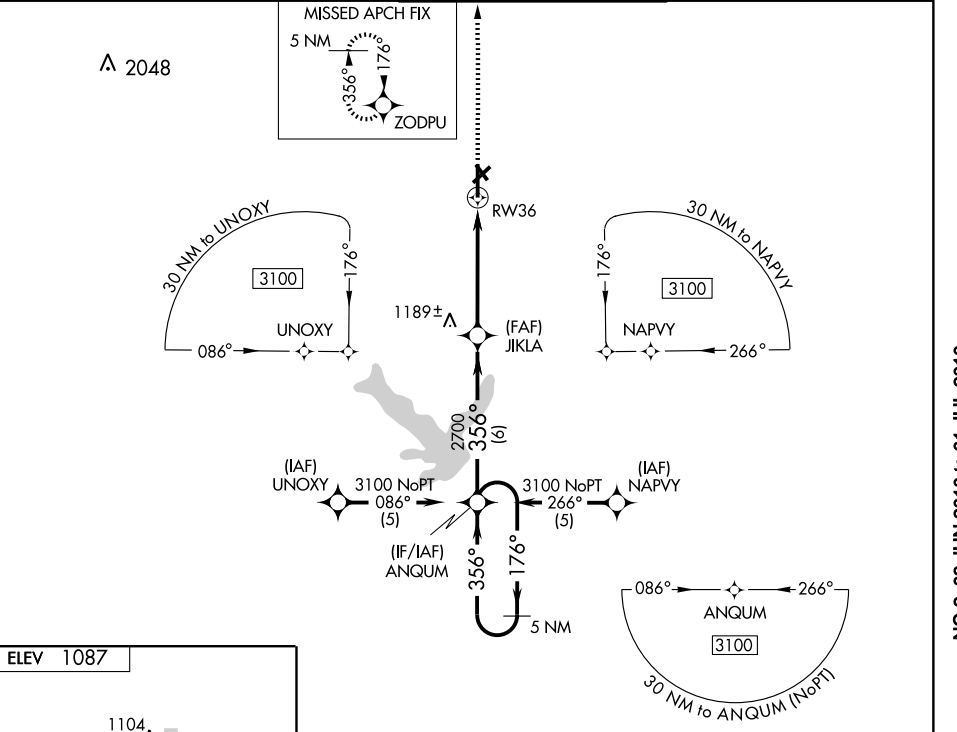 MISSED APCH FIX
5 NM
356°
176°
ZODPU
2048
RW36
30 NM to UNOXY
3100
176°
UNOXY
086°
30 NM to NAPVY
3100
176°
NAPVY
266°
1189±
(FAF)
JIKLA
2700
356°
(6)
(IAF)
UNOXY
3100 NoPT
086°
(5)
3100 NoPT
266°
(5)
(IAF)
NAPVY
(IF/IAF)
ANQUM
356°
176°
5 NM
086°
266°
ANQUM
3100
30 NM to ANQUM (NoPT)
ELEV 1087
1104